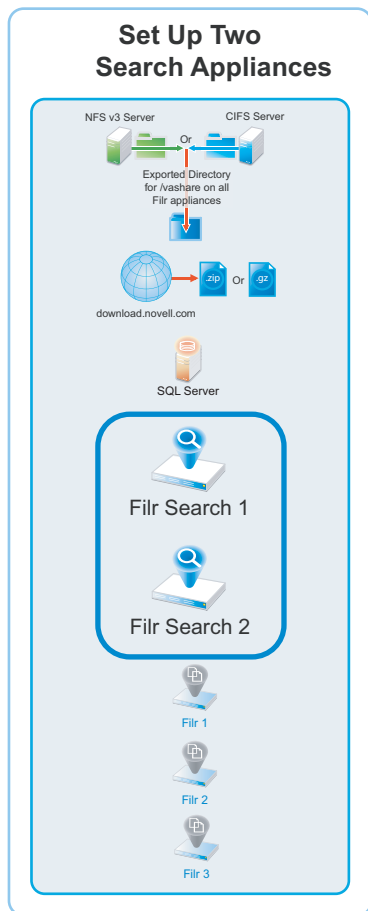 Set Up Two
Search Appliances
NFS v3 Server
CIFS Server
Or
Exported Directory
for /vashare on all
Filr appliances
.zip
Or
.gz
download.novell.com
SQL Server
Filr Search 1
Filr Search 2
Filr 1
Filr 2
Filr 3